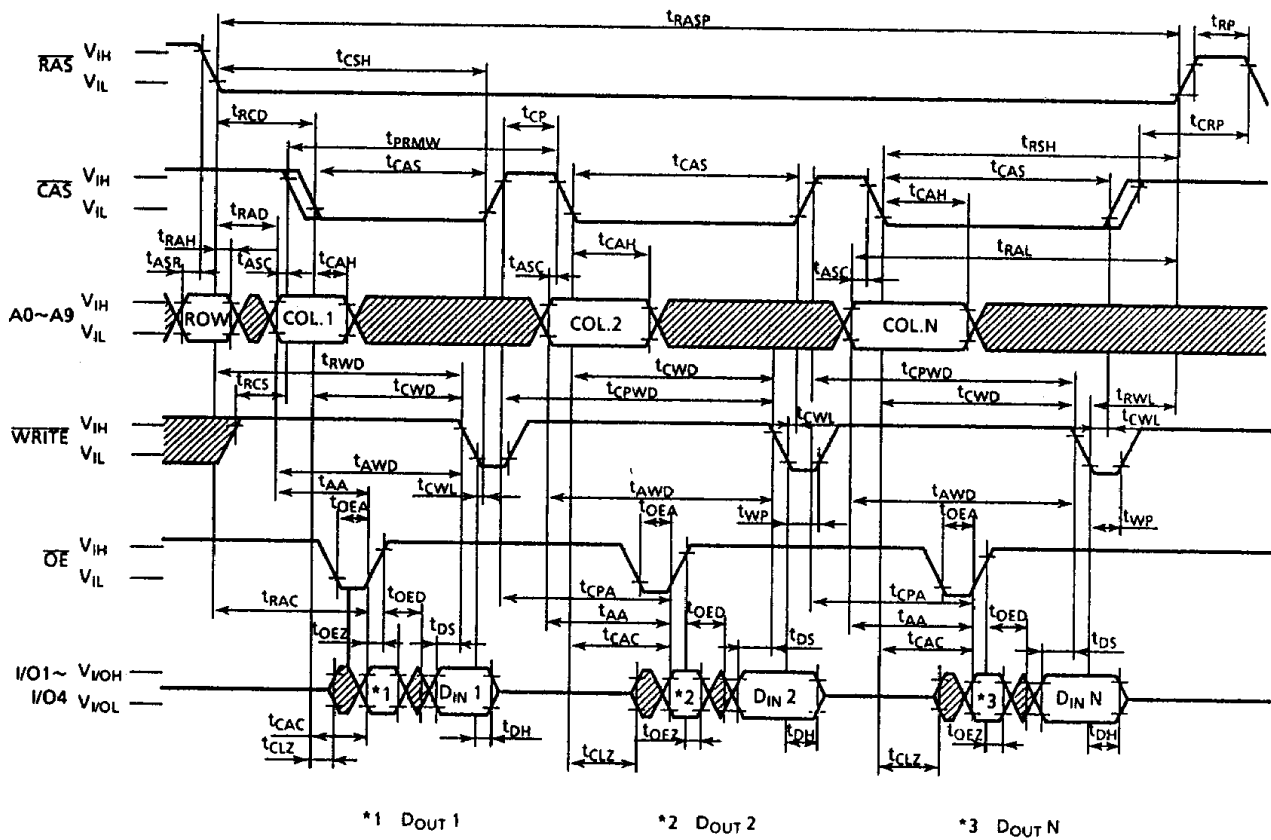 tRASP tRP
RAS VIH
VIL
tCSH
tRCD tCP tCRP
tPRMW tRSH
CAS VIH tCAS tCAS tCAS
VIL
tRAD tCAH
tRAH tCAH tRAL
tASR tASC tCAH tASC tASC
A0~A9 VIH
VIL
ROW COL.1 COL.2 COL.N
tRWD
tRCS tCWD tCWD tCPWD
tCPWD tCWD tRWL
WRITE VIH tCWL tCWL
VIL
tAWD
tAA tCWL tAWD tAWD
tOEA tOEA tWP tOEA tWP
OE VIH
VIL
tRAC tOED tCPA tOED tCPA tOED
tOEZ tDS tAA tDS tAA tDS
tCAC tCAC
I/O1~ VI/OH
I/O4 VI/OL
*1 DIN 1 *2 DIN 2 *3 DIN N
tCAC tDH tOEZ tDH tOEZ tDH
tCLZ tCLZ tCLZ
*1 DOUT 1 *2 DOUT 2 *3 DOUT N